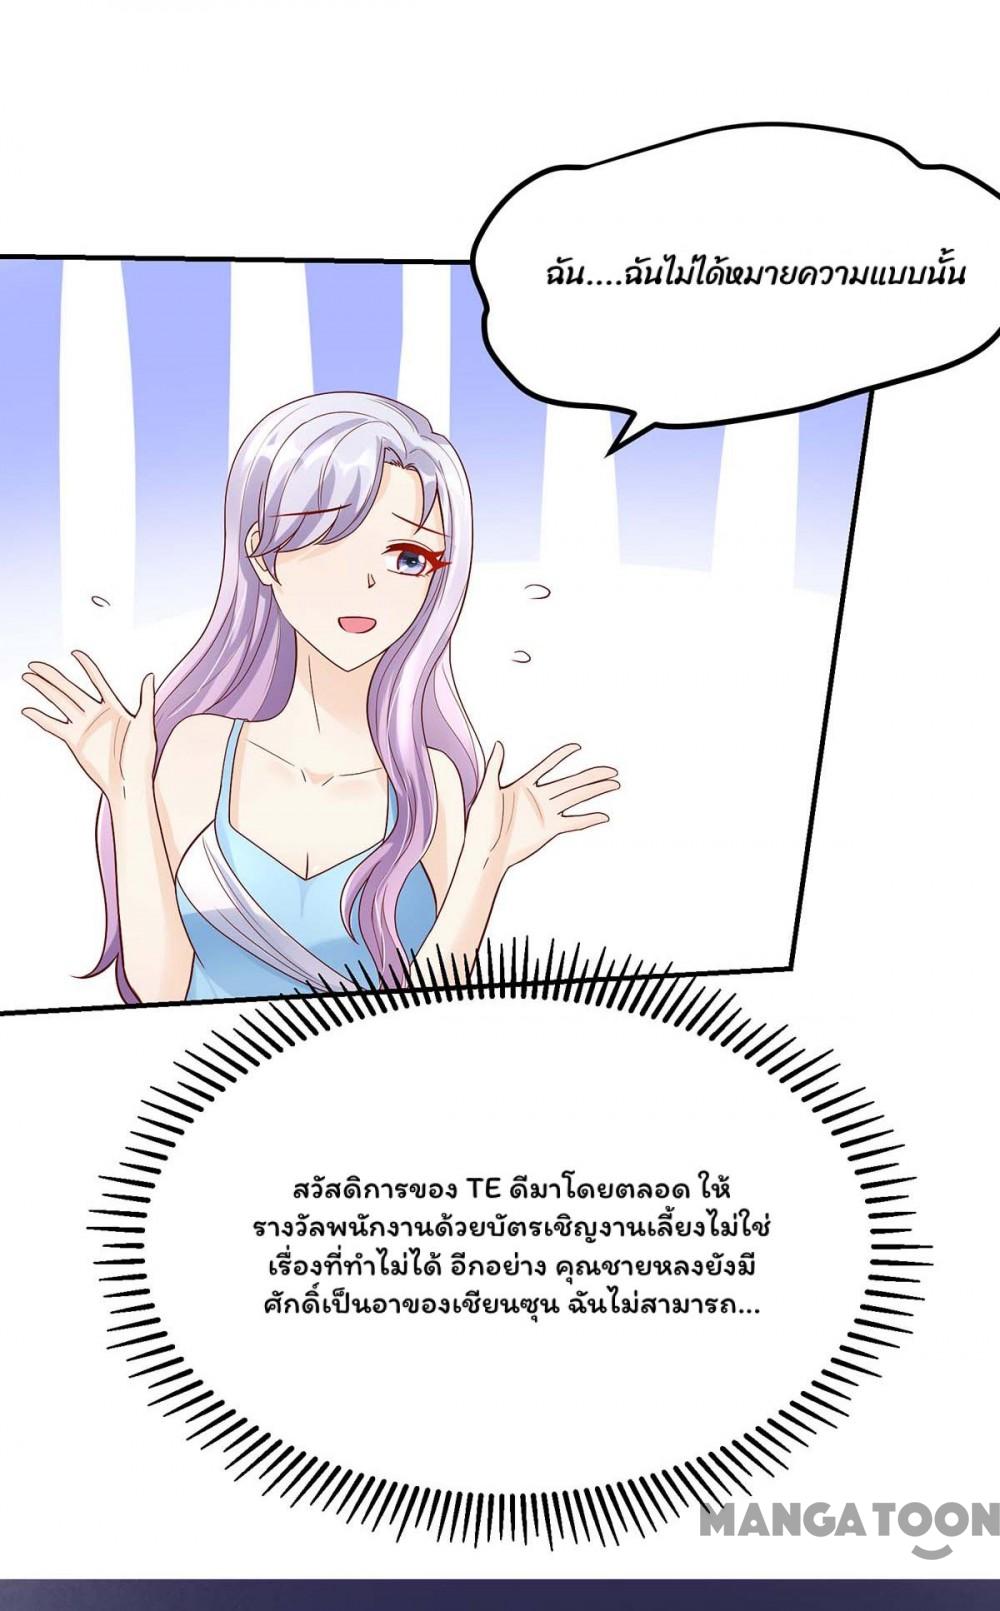 ฉัน....ฉันไม่ได้หมายความแบบนั้น
สวัสดิการของ TE ดีมาโดยตลอด ให้
รางวัลพนักงานด้วยบัตรเชิญงานเลี้ยงไม่ใช่
เรื่องที่ทำไม่ได้ อีกอย่าง คุณชายหลงยังมี
ศักดิ์เป็นอาของเชียนซุน ฉันไม่สามารถ...
MANGATOON